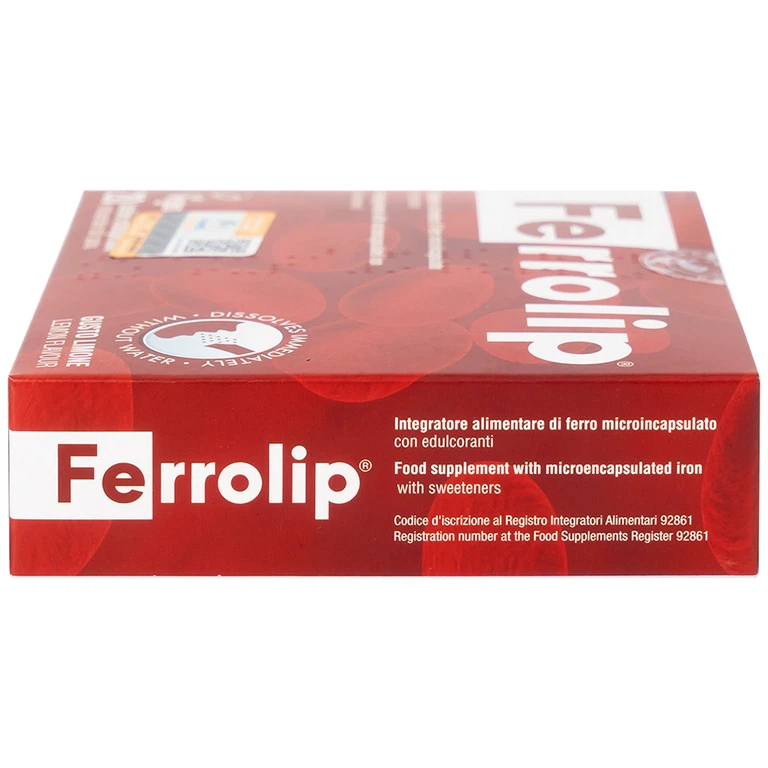 Ferrolip®
GUSTO LIMONE
LEMON FLAVOUR
• DISSOLVES IMMEDIATELY • WITHOUT WATER
Ferrolip®
Integratore alimentare di ferro microincapsulato
con edulcoranti
Food supplement with microencapsulated iron
with sweeteners
Codice d'iscrizione al Registro Integratori Alimentari 92861
Registration number at the Food Supplements Register 92861